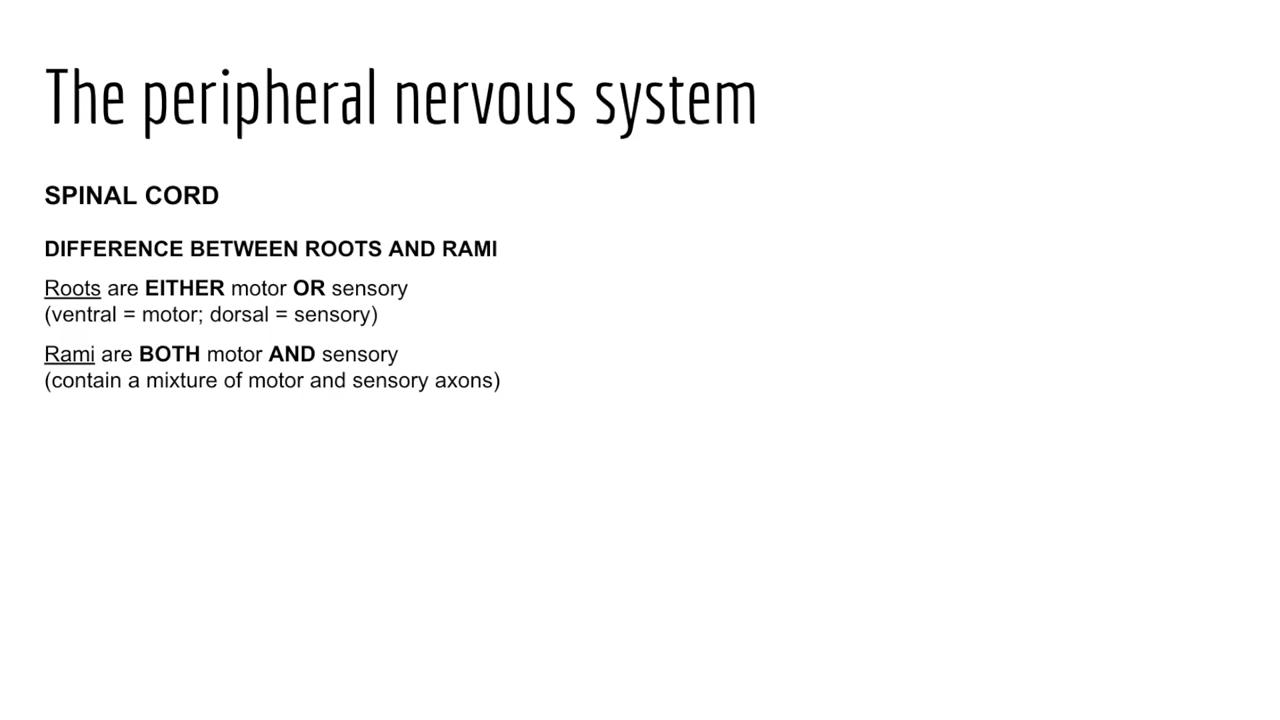 The peripheral nervous system
SPINAL CORD
DIFFERENCE BETWEEN ROOTS AND RAMI
Roots are EITHER motor OR sensory
(ventral = motor; dorsal = sensory)
Rami are BOTH motor AND sensory
(contain a mixture of motor and sensory axons)